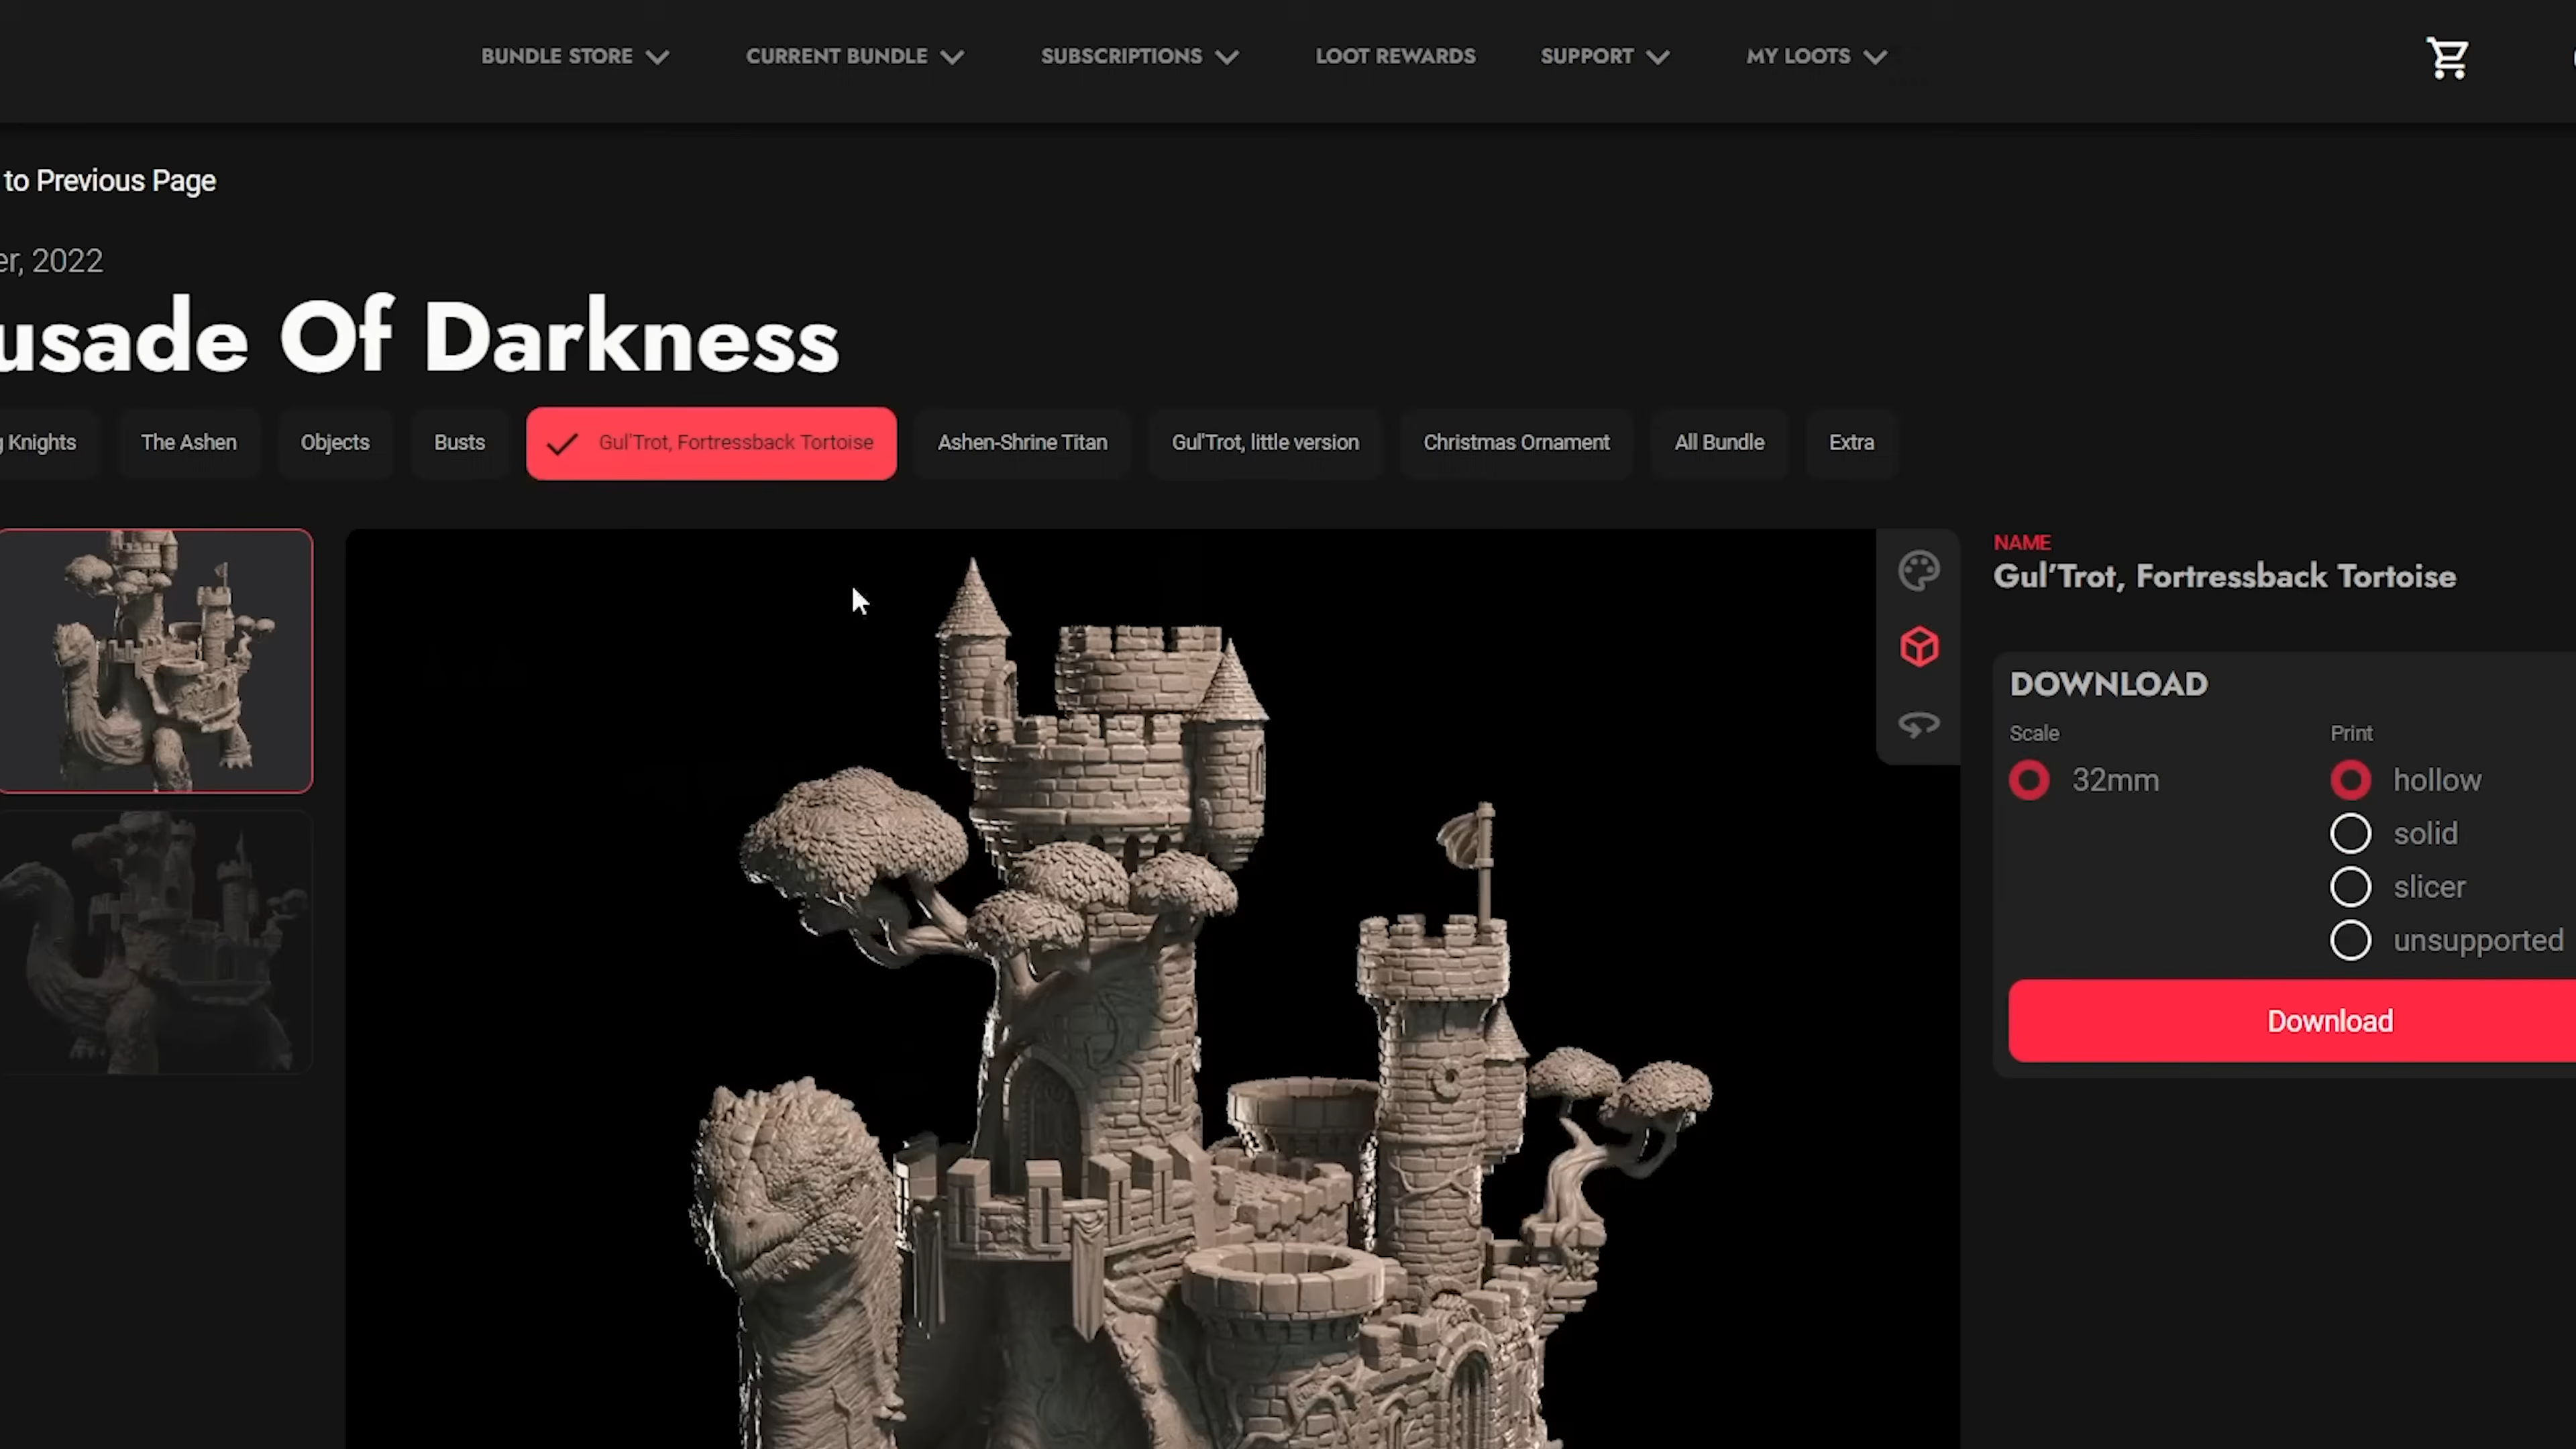 BUNDLE STORE CURRENT BUNDLE SUBSCRIPTIONS LOOT REWARDS SUPPORT MY LOOTS
to Previous Page
er, 2022
usade Of Darkness
g Knights The Ashen Objects Busts Gul'Trot, Fortressback Tortoise Ashen-Shrine Titan Gul'Trot, little version Christmas Ornament All Bundle Extra
NAME
Gul'Trot, Fortressback Tortoise
DOWNLOAD
Scale Print
32mm hollow
solid
slicer
unsupported
Download